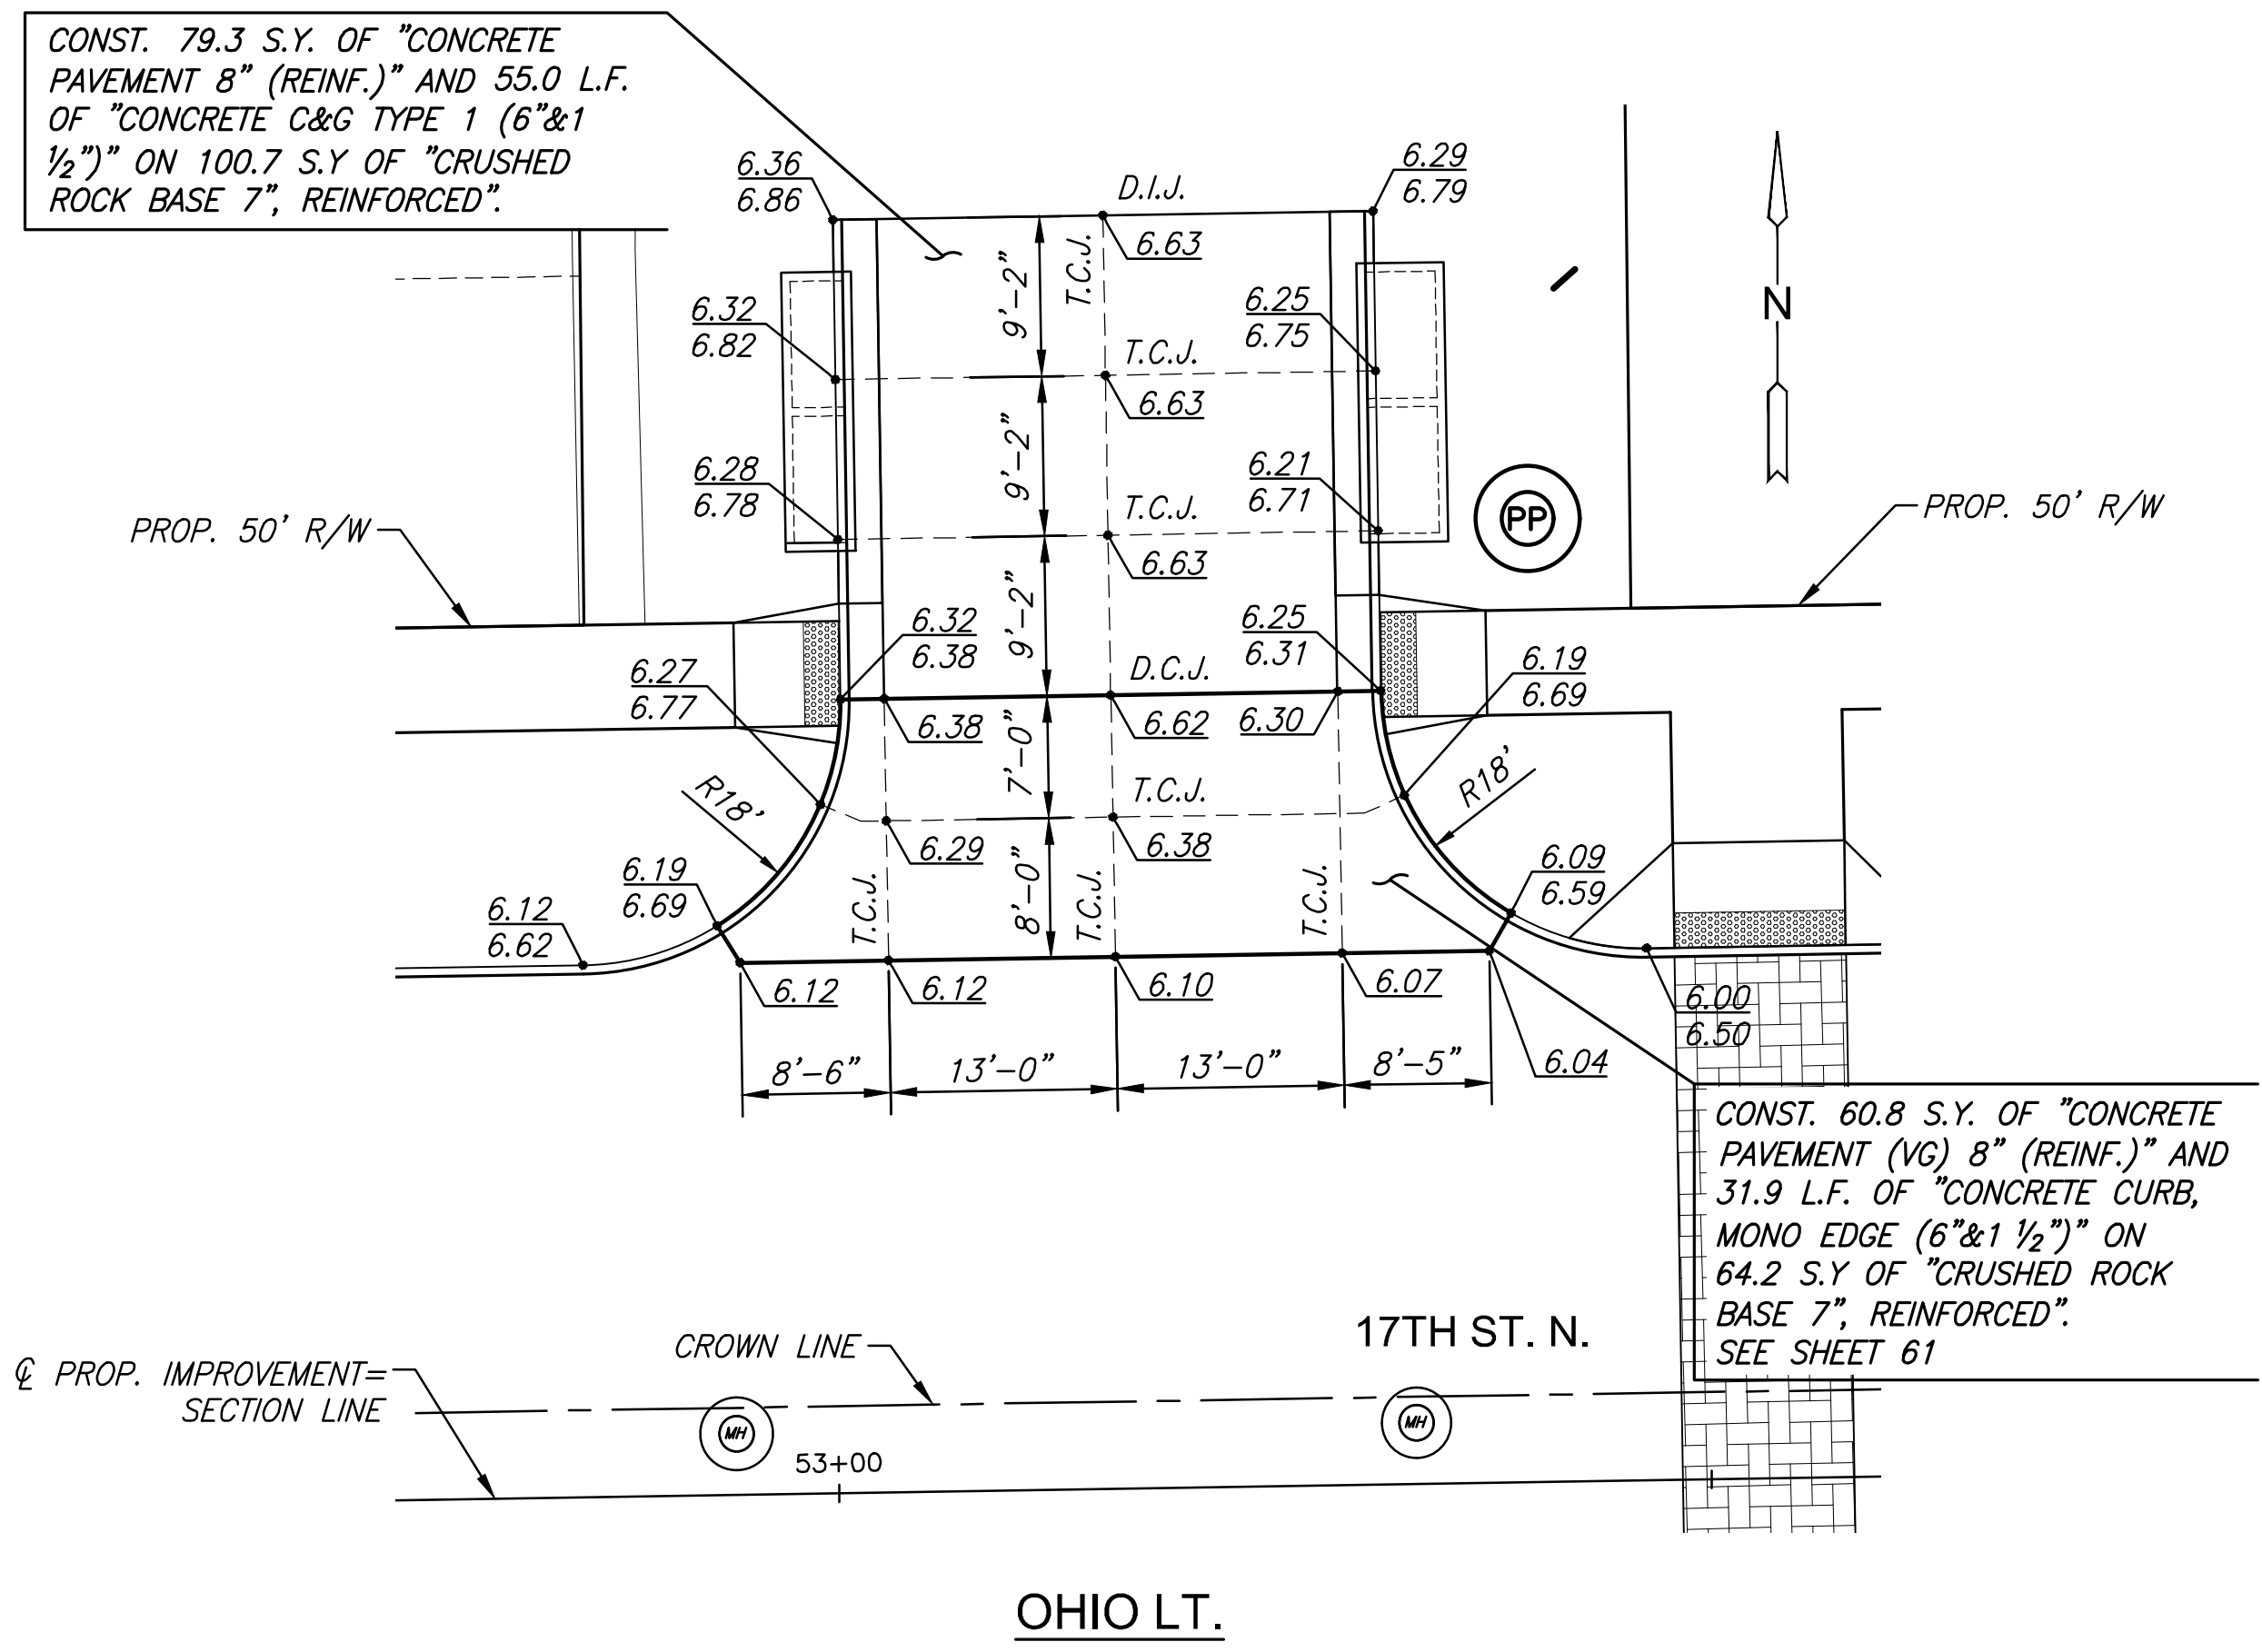 CONST. 79.3 S.Y. OF "CONCRETE
PAVEMENT 8" (REINF.)" AND 55.0 L.F.
OF "CONCRETE C&G TYPE 1 (6"&1
½")" ON 100.7 S.Y OF "CRUSHED
ROCK BASE 7", REINFORCED".
6.36
6.86
D.I.J.
6.29
6.79
6.63
T.C.J.
9'-2"
6.32
6.82
6.25
6.75
T.C.J.
N
6.63
9'-2"
6.28
6.78
6.21
6.71
T.C.J.
PP
PROP. 50' R/W
PROP. 50' R/W
6.63
9'-2"
6.32
6.38
6.25
6.31
6.27
6.77
D.C.J.
6.19
6.69
6.38
6.62
6.30
7'-0"
R18'
T.C.J.
R18'
6.29
6.38
6.19
6.69
6.09
6.59
6.12
6.62
T.C.J.
8'-0"
T.C.J.
T.C.J.
6.12
6.12
6.10
6.07
6.00
6.50
8'-6"
13'-0"
13'-0"
8'-5"
6.04
CONST. 60.8 S.Y. OF "CONCRETE
PAVEMENT (VG) 8" (REINF.)" AND
31.9 L.F. OF "CONCRETE CURB,
MONO EDGE (6"&1 ½")" ON
64.2 S.Y OF "CRUSHED ROCK
BASE 7", REINFORCED".
SEE SHEET 61
17TH ST. N.
CROWN LINE
℄ PROP. IMPROVEMENT=
SECTION LINE
MH
MH
53+00
OHIO LT.